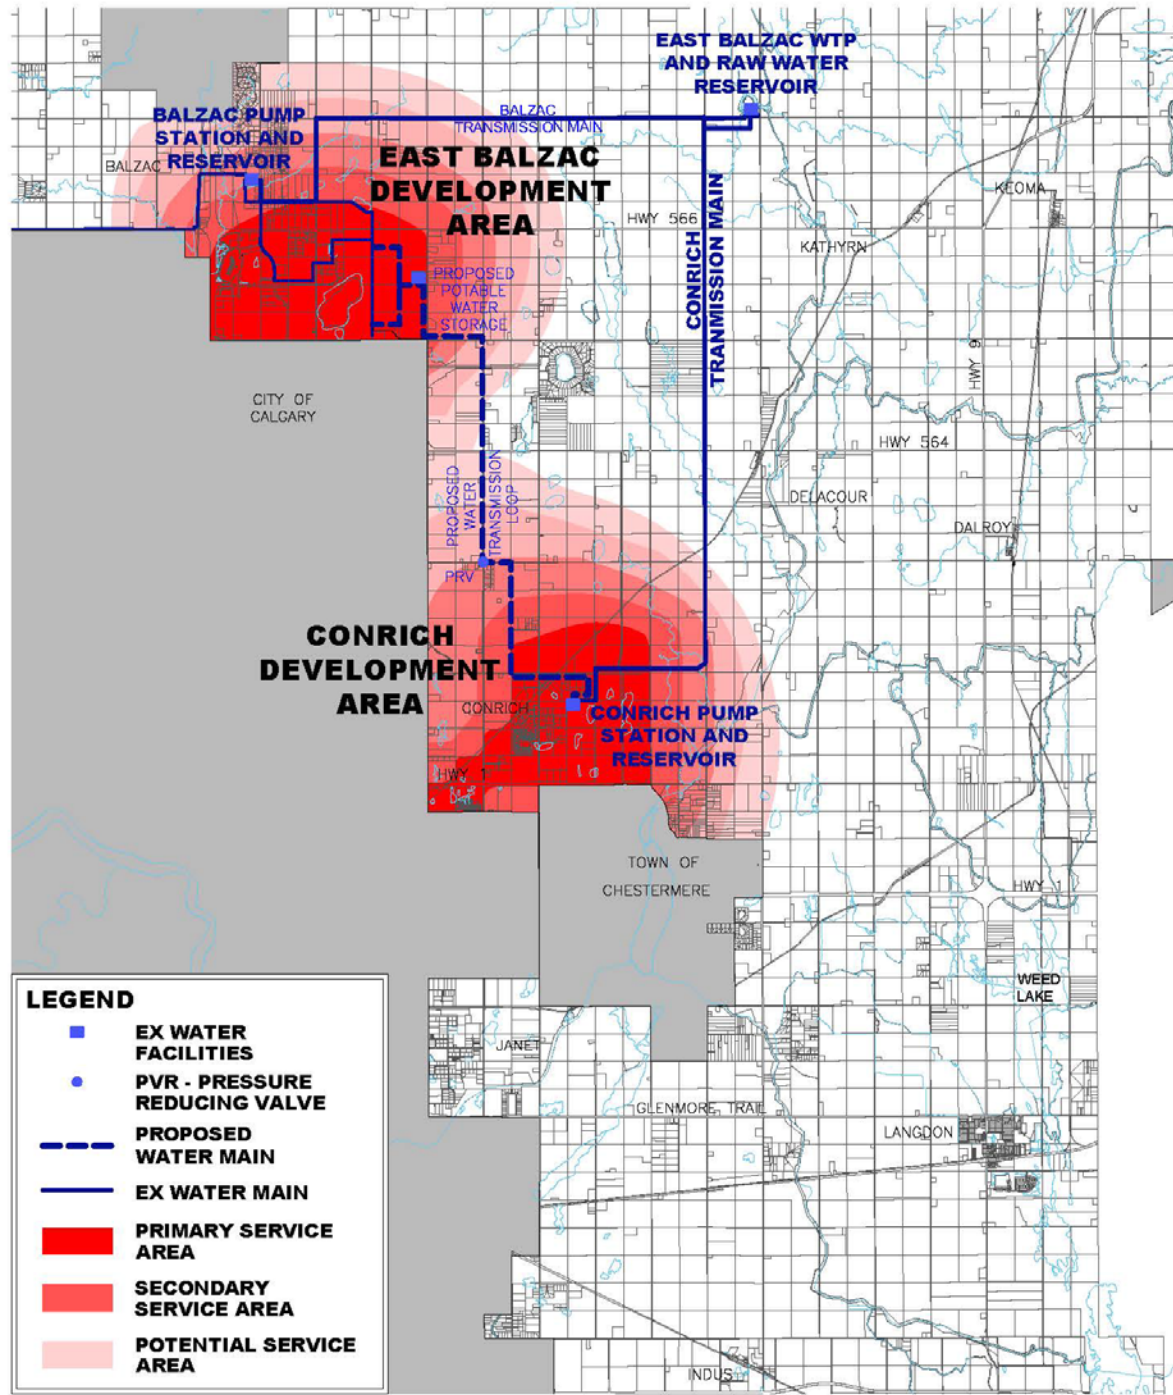 EAST BALZAC WTP
AND RAW WATER
RESERVOIR
BALZAC PUMP
STATION AND
RESERVOIR
BALZAC
TRANSMISSION MAIN
BALZAC
EAST BALZAC
DEVELOPMENT
AREA
KEOMA
HWY 566
KATHYRN
CONRICH
TRANMISSION MAIN
PROPOSED
POTABLE
WATER
STORAGE
HWY 9
CITY OF
CALGARY
HWY 564
PROPOSED
WATER
TRANSMISSION
LOOP
DELACOUR
DALROY
PRV
CONRICH
DEVELOPMENT
AREA
CONRICH
CONRICH PUMP
STATION AND
RESERVOIR
HWY 1
TOWN OF
CHESTERMERE
HWY 1
WEED
LAKE
JANET
GLENMORE TRAIL
LANGDON
INDUS
LEGEND
EX WATER
FACILITIES
PVR - PRESSURE
REDUCING VALVE
PROPOSED
WATER MAIN
EX WATER MAIN
PRIMARY SERVICE
AREA
SECONDARY
SERVICE AREA
POTENTIAL SERVICE
AREA